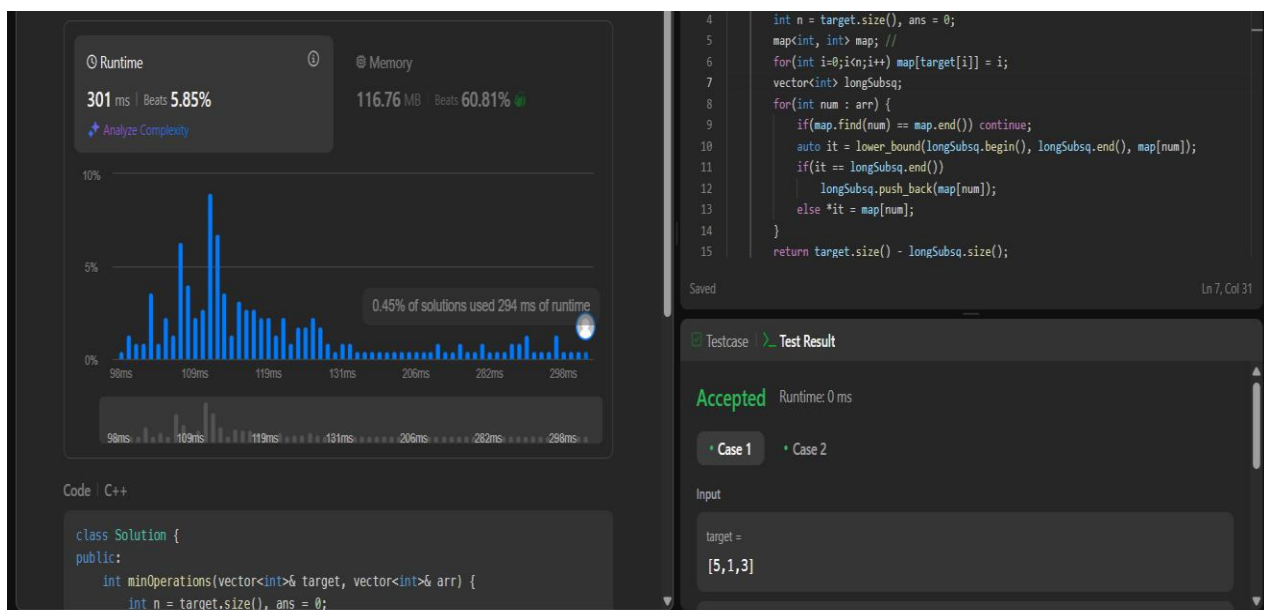 Runtime
301 ms | Beats 5.85%
Analyze Complexity
Memory
116.76 MB | Beats 60.81%
10%
5%
0%
0.45% of solutions used 294 ms of runtime
98ms 109ms 119ms 131ms 206ms 282ms 298ms
98ms 109ms 119ms 131ms 206ms 282ms 298ms
Code | C++
class Solution {
public:
int minOperations(vector<int>& target, vector<int>& arr) {
int n = target.size(), ans = 0;
4 int n = target.size(), ans = 0;
5 map<int, int> map; //
6 for(int i=0;i<n;i++) map[target[i]] = i;
7 vector<int> longSubsq;
8 for(int num : arr) {
9 if(map.find(num) == map.end()) continue;
10 auto it = lower_bound(longSubsq.begin(), longSubsq.end(), map[num]);
11 if(it == longSubsq.end())
12 longSubsq.push_back(map[num]);
13 else *it = map[num];
14 }
15 return target.size() - longSubsq.size();
Saved Ln 7, Col 31
Testcase | >_ Test Result
Accepted Runtime: 0 ms
• Case 1 • Case 2
Input
target =
[5,1,3]